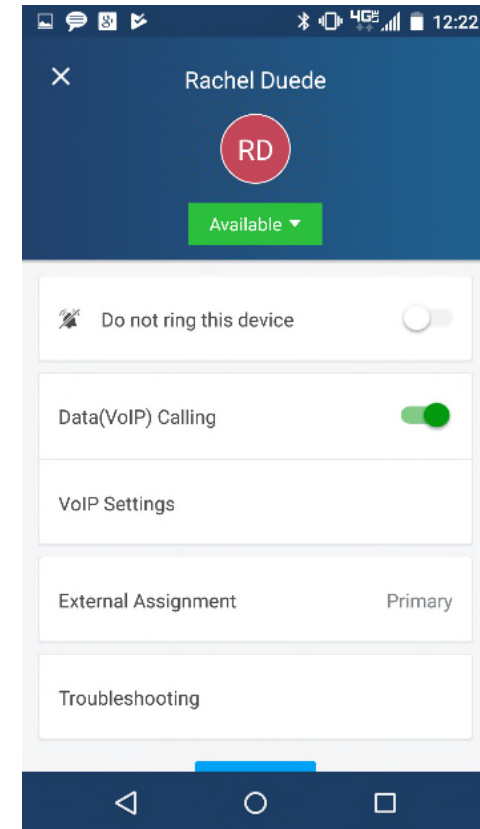 4GE 12:22
Rachel Duede
RD
Available
Do not ring this device
Data(VoIP) Calling
VoIP Settings
External Assignment Primary
Troubleshooting